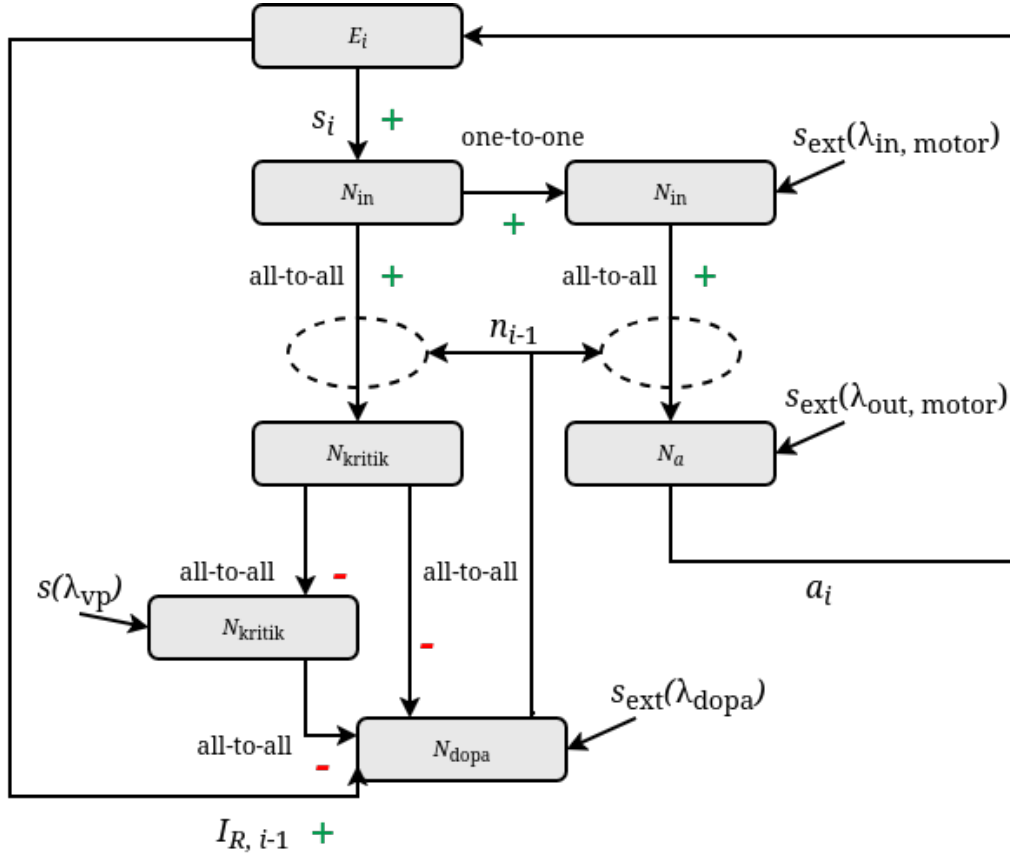 E_i
s_i +
one-to-one
s_ext(λ_in, motor)
N_in
+
N_in
all-to-all +
all-to-all +
n_i-1
s_ext(λ_out, motor)
N_kritik
N_a
all-to-all -
all-to-all
s(λ_vp)
a_i
N_kritik
-
s_ext(λ_dopa)
all-to-all
-
N_dopa
I_R, i-1 +